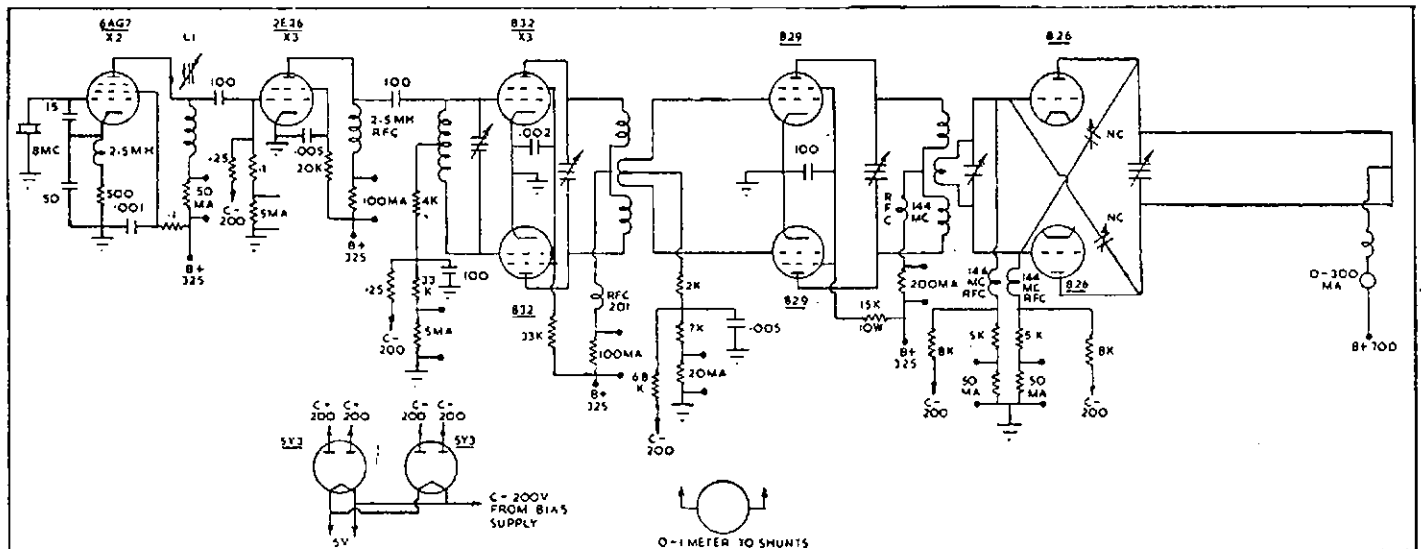 6AG7
X2
L1
2E26
X3
832
X3
829
826
15
8MC
2.5MH
50
500
.001
.1
50
MA
B+
325
100
.25
C-
200
.1
5MA
.005
20K
100MA
B+
325
100
2.5MH
RFC
4K
.25
C-
200
33
K
5MA
100
.002
832
33K
RFC
201
100MA
B+
325
2K
7K
20MA
.005
68
K
C-
200
100
829
15K
10W
RFC
144
MC
200MA
B+
325
NC
NC
826
144
MC
RFC
144
MC
RFC
8K
C-
200
5K
5K
50
MA
50
MA
8K
C-
200
0-300
MA
B+700
C-
200
C-
200
C-
200
C-
200
5Y3
5Y3
5V
C-200V
FROM BIAS
SUPPLY
0-1 METER TO SHUNTS